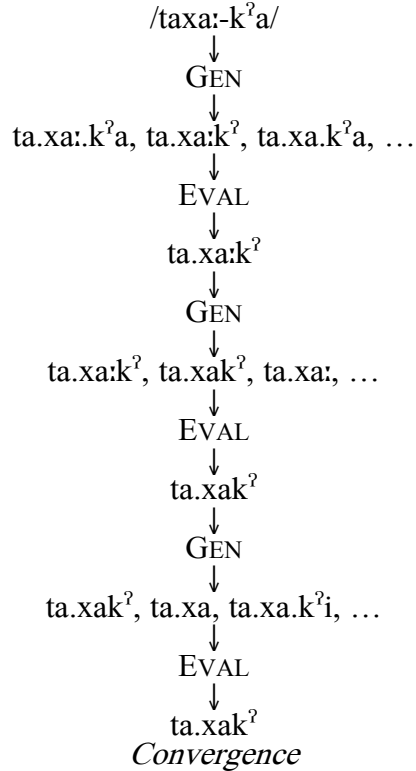 /taxaː-kˀa/
↓
GEN
↓
ta.xaː.kˀa, ta.xaːkˀ, ta.xa.kˀa, …
↓
EVAL
↓
ta.xaːkˀ
↓
GEN
↓
ta.xaːkˀ, ta.xakˀ, ta.xaː, …
↓
EVAL
↓
ta.xakˀ
↓
GEN
↓
ta.xakˀ, ta.xa, ta.xa.kˀi, …
↓
EVAL
↓
ta.xakˀ
Convergence